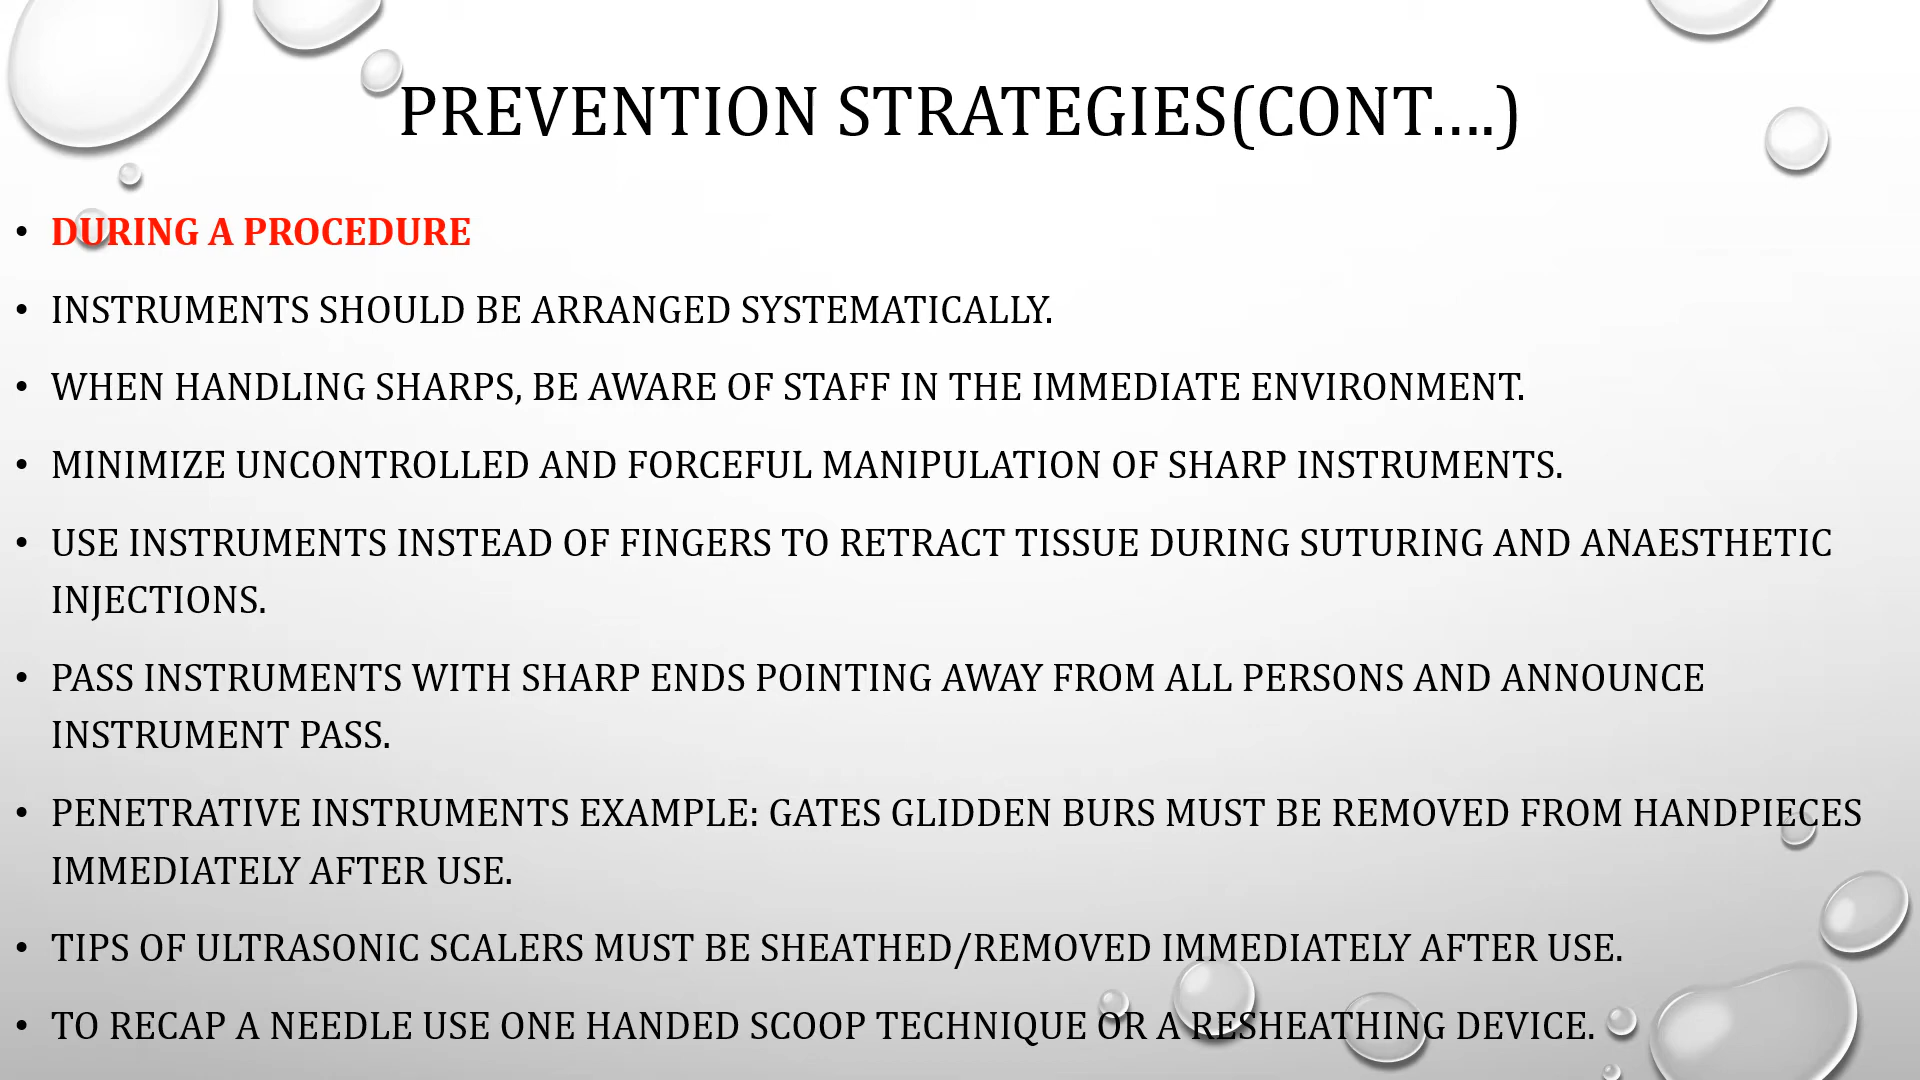 PREVENTION STRATEGIES(CONT....)
• DURING A PROCEDURE
• INSTRUMENTS SHOULD BE ARRANGED SYSTEMATICALLY.
• WHEN HANDLING SHARPS, BE AWARE OF STAFF IN THE IMMEDIATE ENVIRONMENT.
• MINIMIZE UNCONTROLLED AND FORCEFUL MANIPULATION OF SHARP INSTRUMENTS.
• USE INSTRUMENTS INSTEAD OF FINGERS TO RETRACT TISSUE DURING SUTURING AND ANAESTHETIC
INJECTIONS.
• PASS INSTRUMENTS WITH SHARP ENDS POINTING AWAY FROM ALL PERSONS AND ANNOUNCE
INSTRUMENT PASS.
• PENETRATIVE INSTRUMENTS EXAMPLE: GATES GLIDDEN BURS MUST BE REMOVED FROM HANDPIECES
IMMEDIATELY AFTER USE.
• TIPS OF ULTRASONIC SCALERS MUST BE SHEATHED/REMOVED IMMEDIATELY AFTER USE.
• TO RECAP A NEEDLE USE ONE HANDED SCOOP TECHNIQUE OR A RESHEATHING DEVICE.